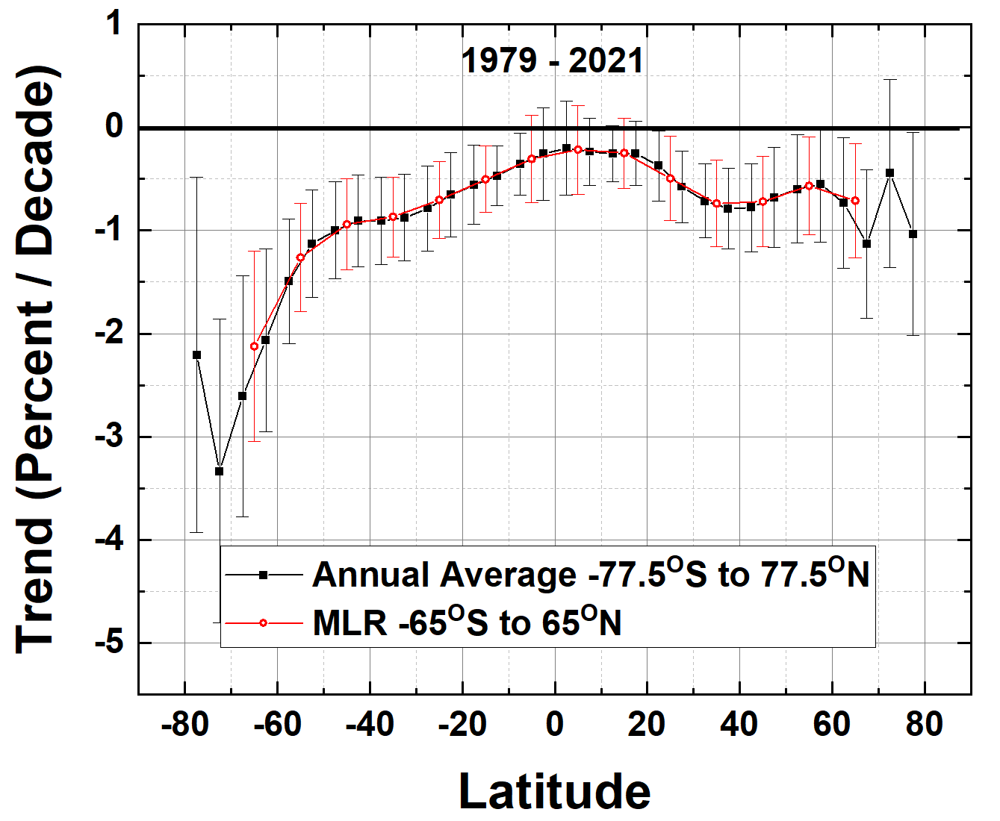 Trend (Percent / Decade)
1
0
-1
-2
-3
-4
-5
1979 - 2021
Annual Average -77.5ᴼS to 77.5ᴼN
MLR -65ᴼS to 65ᴼN
-80 -60 -40 -20 0 20 40 60 80
Latitude